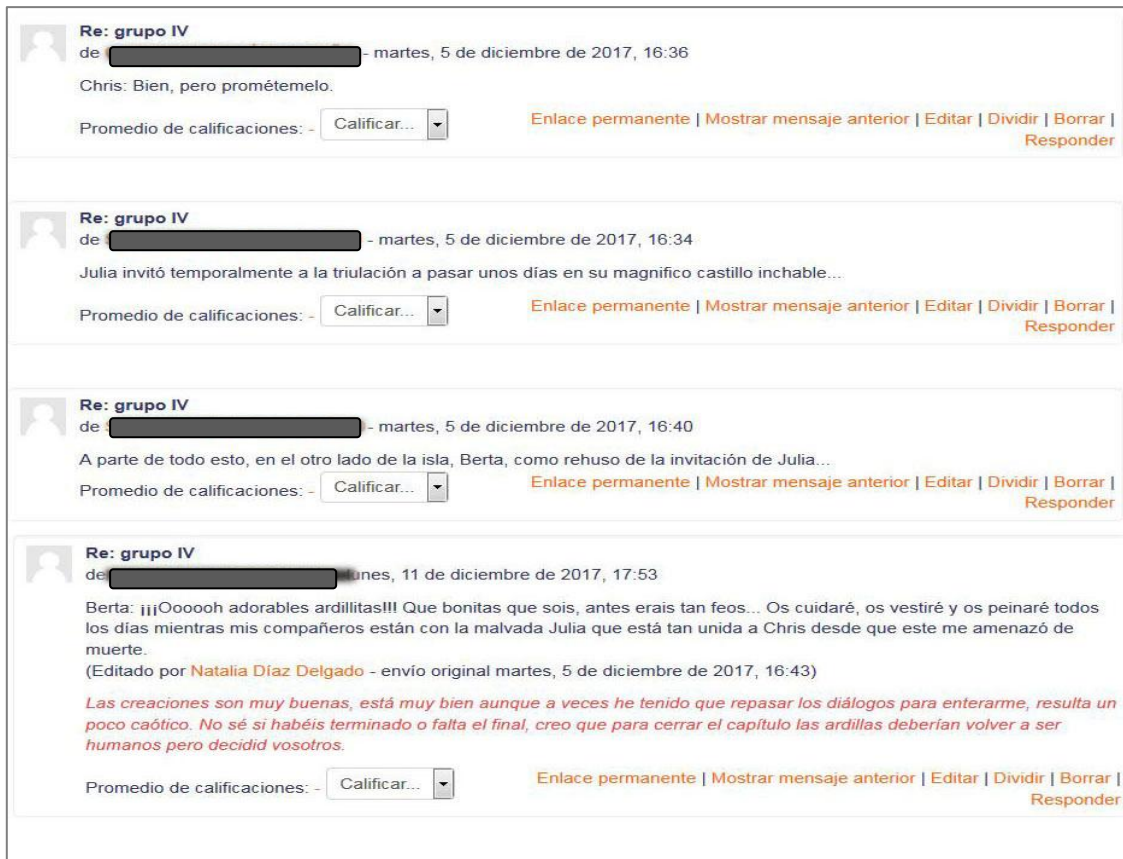 Re: grupo IV
de - martes, 5 de diciembre de 2017, 16:36
Chris: Bien, pero prométemelo.
Promedio de calificaciones: - Calificar... Enlace permanente | Mostrar mensaje anterior | Editar | Dividir | Borrar |
Responder
Re: grupo IV
de - martes, 5 de diciembre de 2017, 16:34
Julia invitó temporalmente a la triulación a pasar unos días en su magnifico castillo inchable...
Promedio de calificaciones: - Calificar... Enlace permanente | Mostrar mensaje anterior | Editar | Dividir | Borrar |
Responder
Re: grupo IV
de - martes, 5 de diciembre de 2017, 16:40
A parte de todo esto, en el otro lado de la isla, Berta, como rehuso de la invitación de Julia...
Promedio de calificaciones: - Calificar... Enlace permanente | Mostrar mensaje anterior | Editar | Dividir | Borrar |
Responder
Re: grupo IV
de unes, 11 de diciembre de 2017, 17:53
Berta: ¡¡¡Oooooh adorables ardillitas!!! Que bonitas que sois, antes erais tan feos... Os cuidaré, os vestiré y os peinaré todos
los días mientras mis compañeros están con la malvada Julia que está tan unida a Chris desde que este me amenazó de
muerte.
(Editado por Natalia Díaz Delgado - envío original martes, 5 de diciembre de 2017, 16:43)
Las creaciones son muy buenas, está muy bien aunque a veces he tenido que repasar los diálogos para enterarme, resulta un
poco caótico. No sé si habéis terminado o falta el final, creo que para cerrar el capítulo las ardillas deberían volver a ser
humanos pero decidid vosotros.
Promedio de calificaciones: - Calificar... Enlace permanente | Mostrar mensaje anterior | Editar | Dividir | Borrar |
Responder